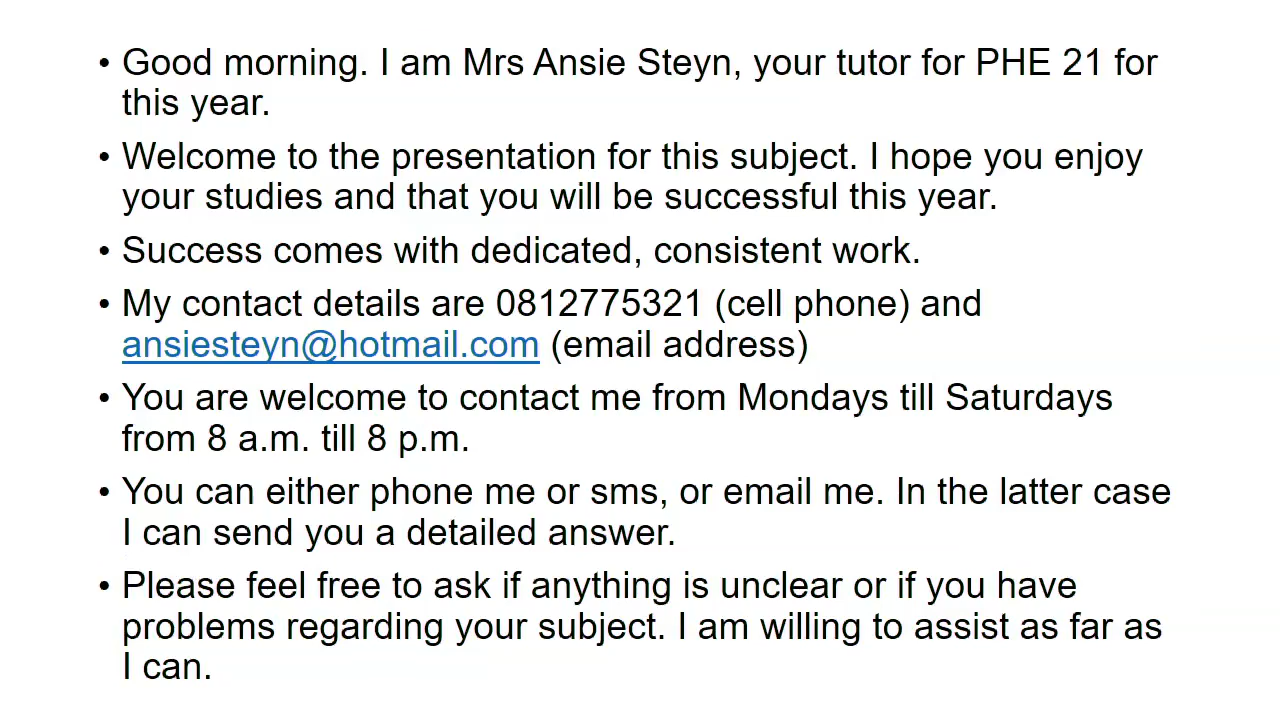 • Good morning. I am Mrs Ansie Steyn, your tutor for PHE 21 for
this year.
• Welcome to the presentation for this subject. I hope you enjoy
your studies and that you will be successful this year.
• Success comes with dedicated, consistent work.
• My contact details are 0812775321 (cell phone) and
ansiesteyn@hotmail.com (email address)
• You are welcome to contact me from Mondays till Saturdays
from 8 a.m. till 8 p.m.
• You can either phone me or sms, or email me. In the latter case
I can send you a detailed answer.
• Please feel free to ask if anything is unclear or if you have
problems regarding your subject. I am willing to assist as far as
I can.